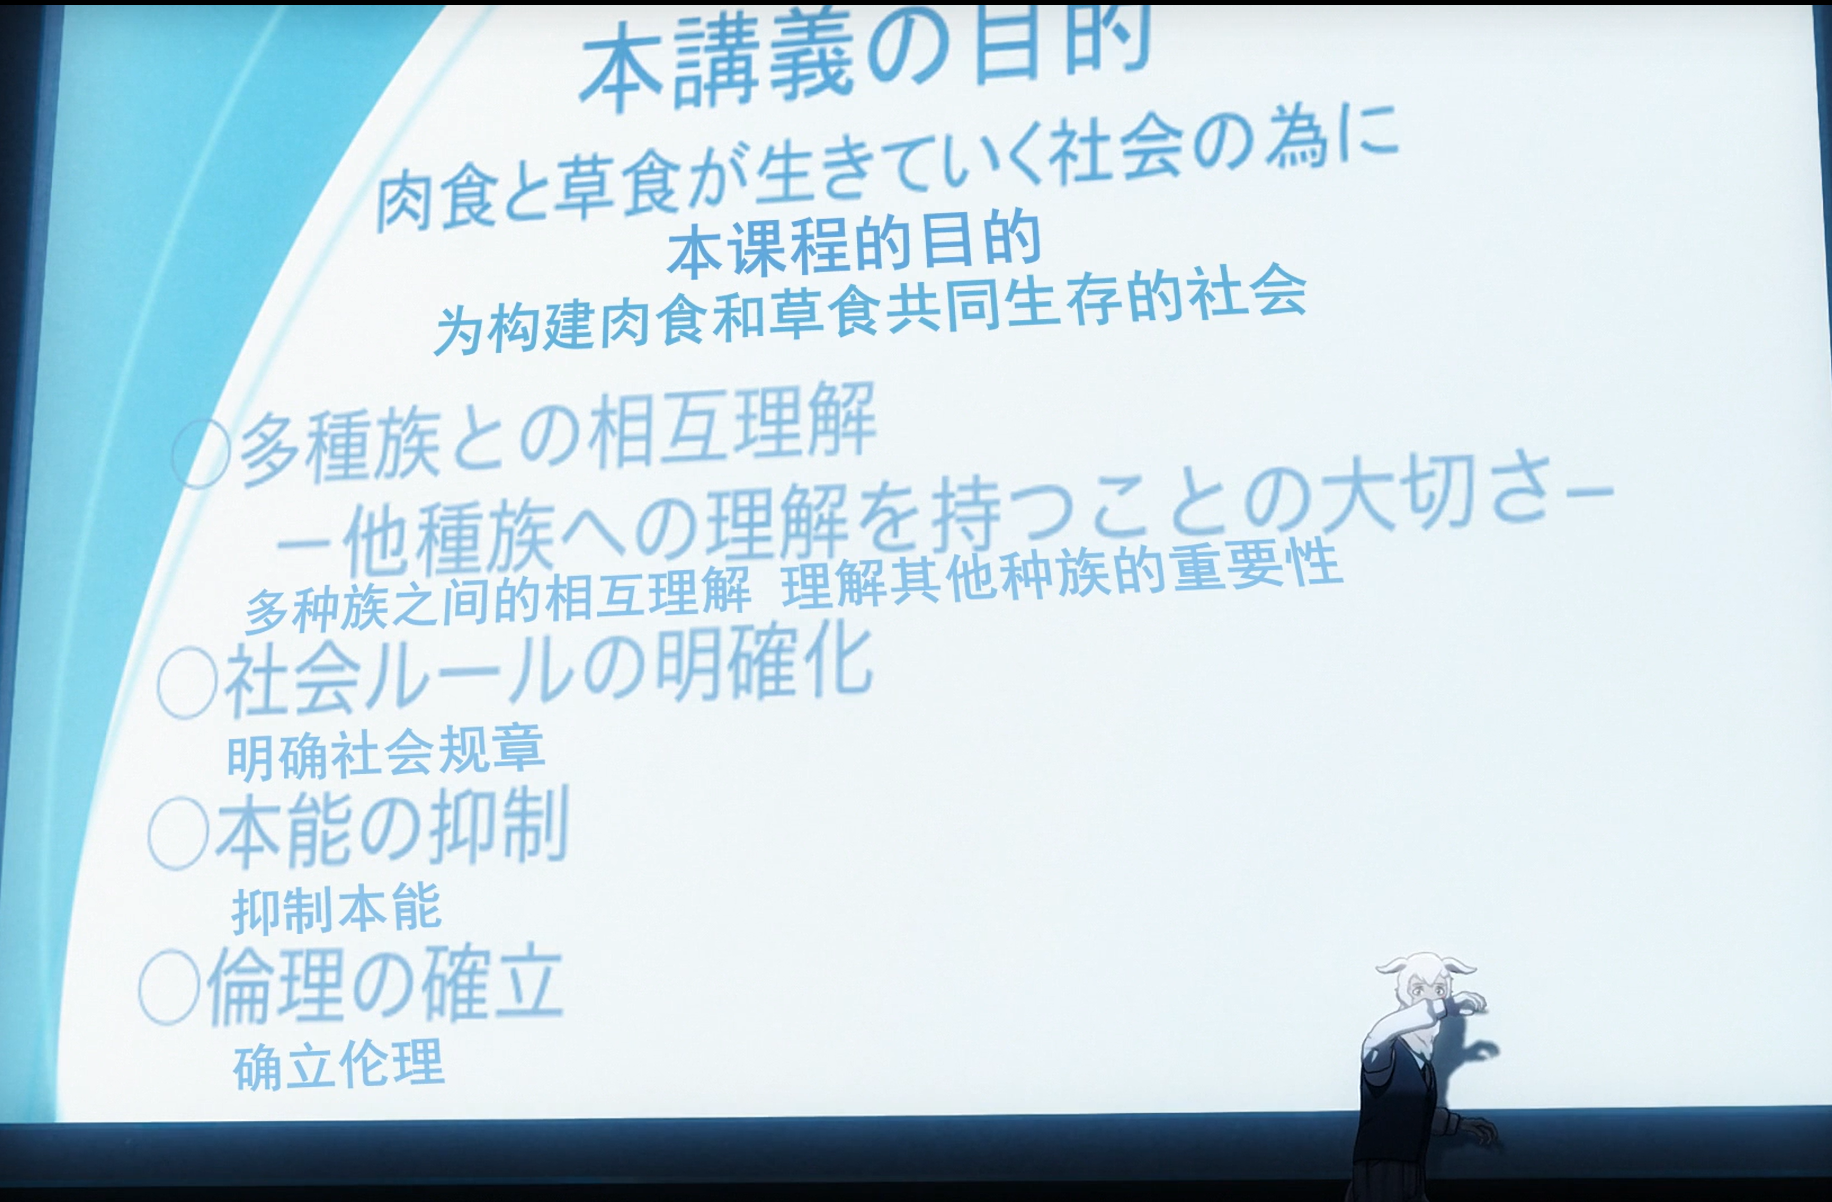 本講義の目的
肉食と草食が生きていく社会の為に
本课程的目的
为构建肉食和草食共同生存的社会
○多種族との相互理解
－他種族への理解を持つことの大切さ－
多种族之间的相互理解 理解其他种族的重要性
○社会ルールの明確化
明确社会规章
○本能の抑制
抑制本能
○倫理の確立
确立伦理